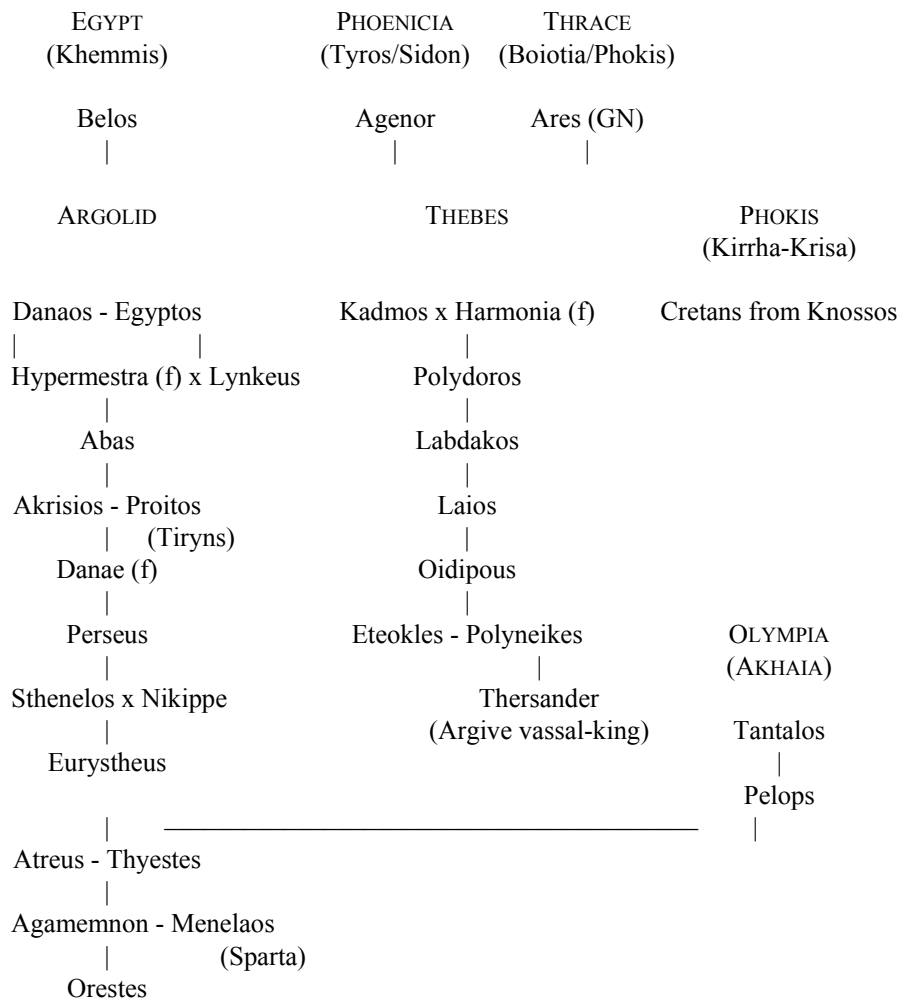 EGYPT PHOENICIA THRACE
(Khemmis) (Tyros/Sidon) (Boiotia/Phokis)
Belos Agenor Ares (GN)
ARGOLID THEBES PHOKIS
(Kirrha-Krisa)
Danaos - Egyptos Kadmos x Harmonia (f) Cretans from Knossos
Hypermestra (f) x Lynkeus Polydoros
Abas Labdakos
Akrisios - Proitos Laios
(Tiryns)
Danae (f) Oidipous
Perseus Eteokles - Polyneikes OLYMPIA
(AKHAIA)
Sthenelos x Nikippe Thersander
(Argive vassal-king) Tantalos
Eurystheus
Pelops
Atreus - Thyestes
Agamemnon - Menelaos
(Sparta)
Orestes